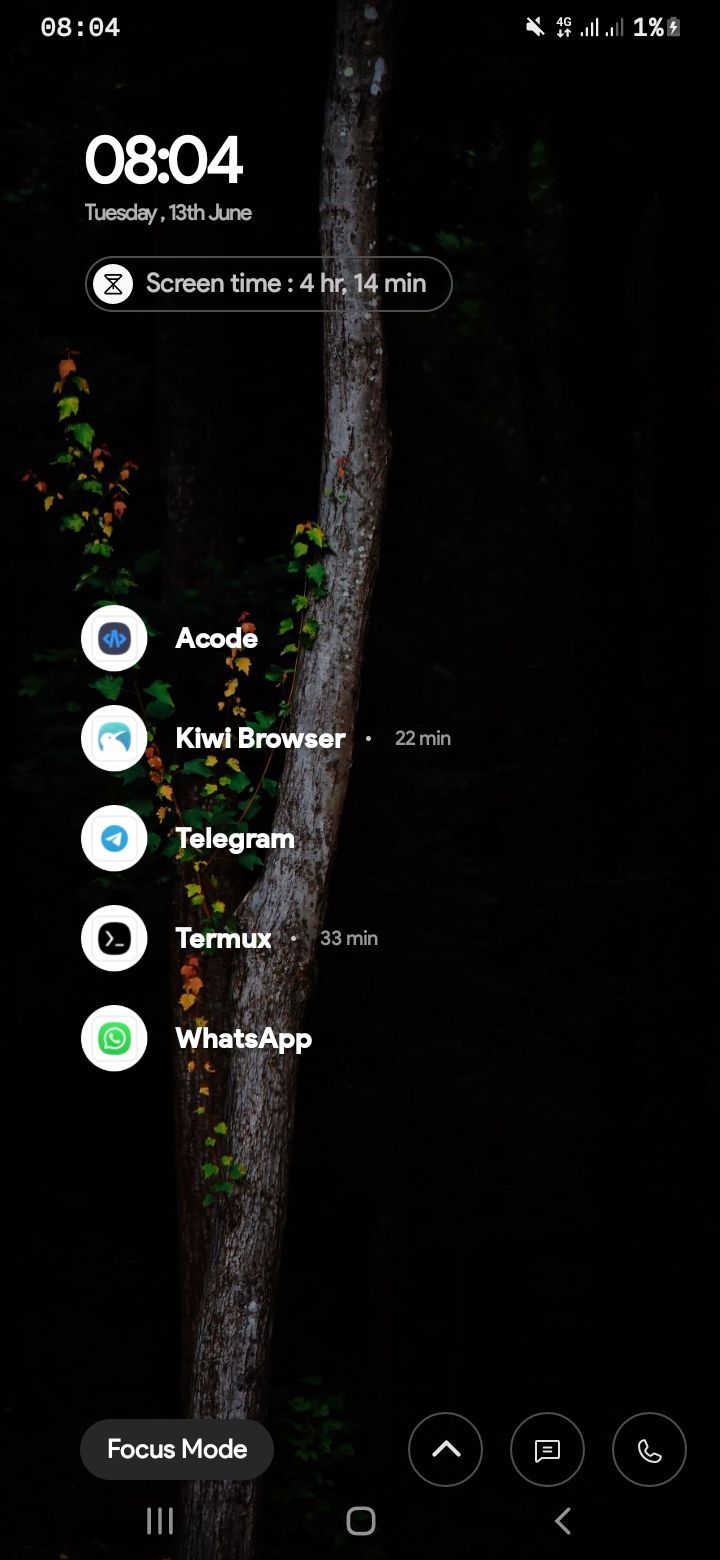 08:04 4G 1%
08:04
Tuesday , 13th June
Screen time : 4 hr, 14 min
Acode
Kiwi Browser • 22 min
Telegram
Termux • 33 min
WhatsApp
Focus Mode